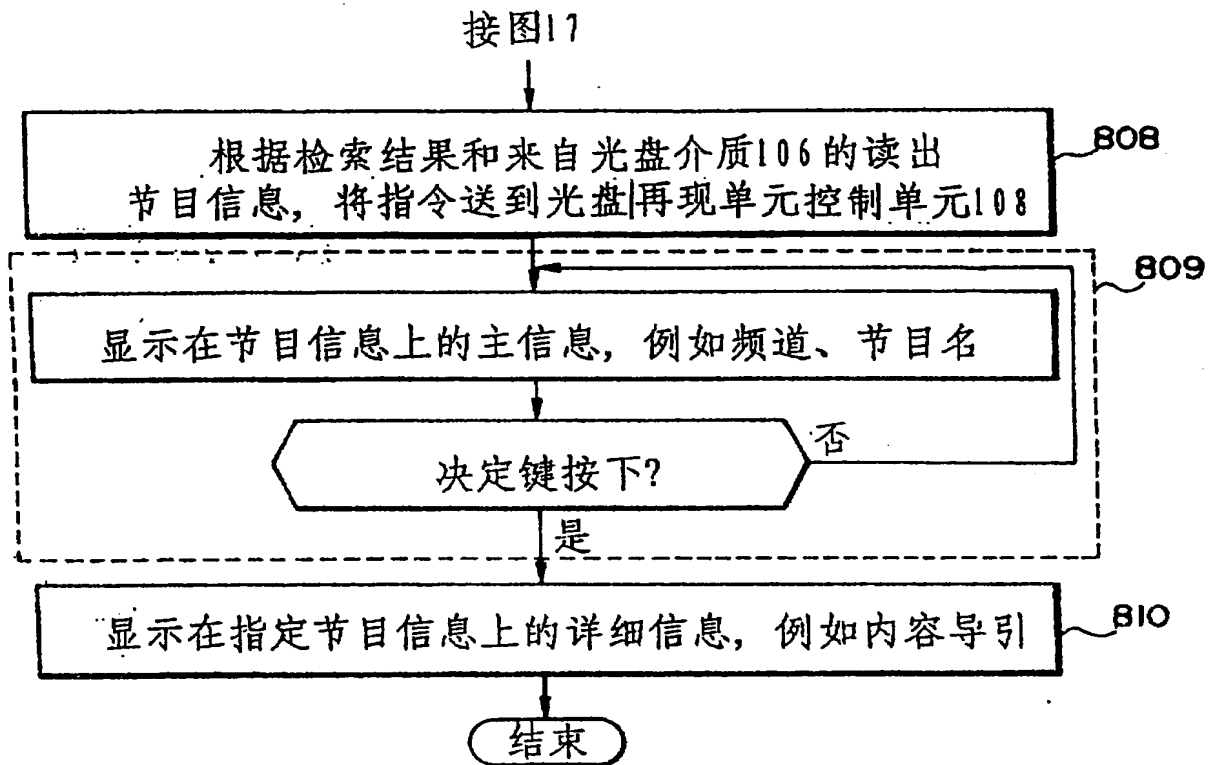 接图17
根据检索结果和来自光盘介质106的读出
节目信息，将指令送到光盘再现单元控制单元108
808
809
显示在节目信息上的主信息，例如频道、节目名
决定键按下?
否
是
显示在指定节目信息上的详细信息，例如内容导引
810
结束